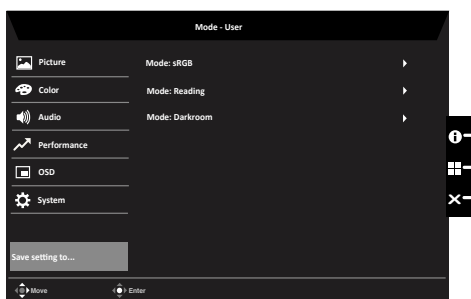 Mode - User
Picture
Mode: sRGB
Color
Mode: Reading
Audio
Mode: Darkroom
Performance
OSD
System
Save setting to...
Move
Enter